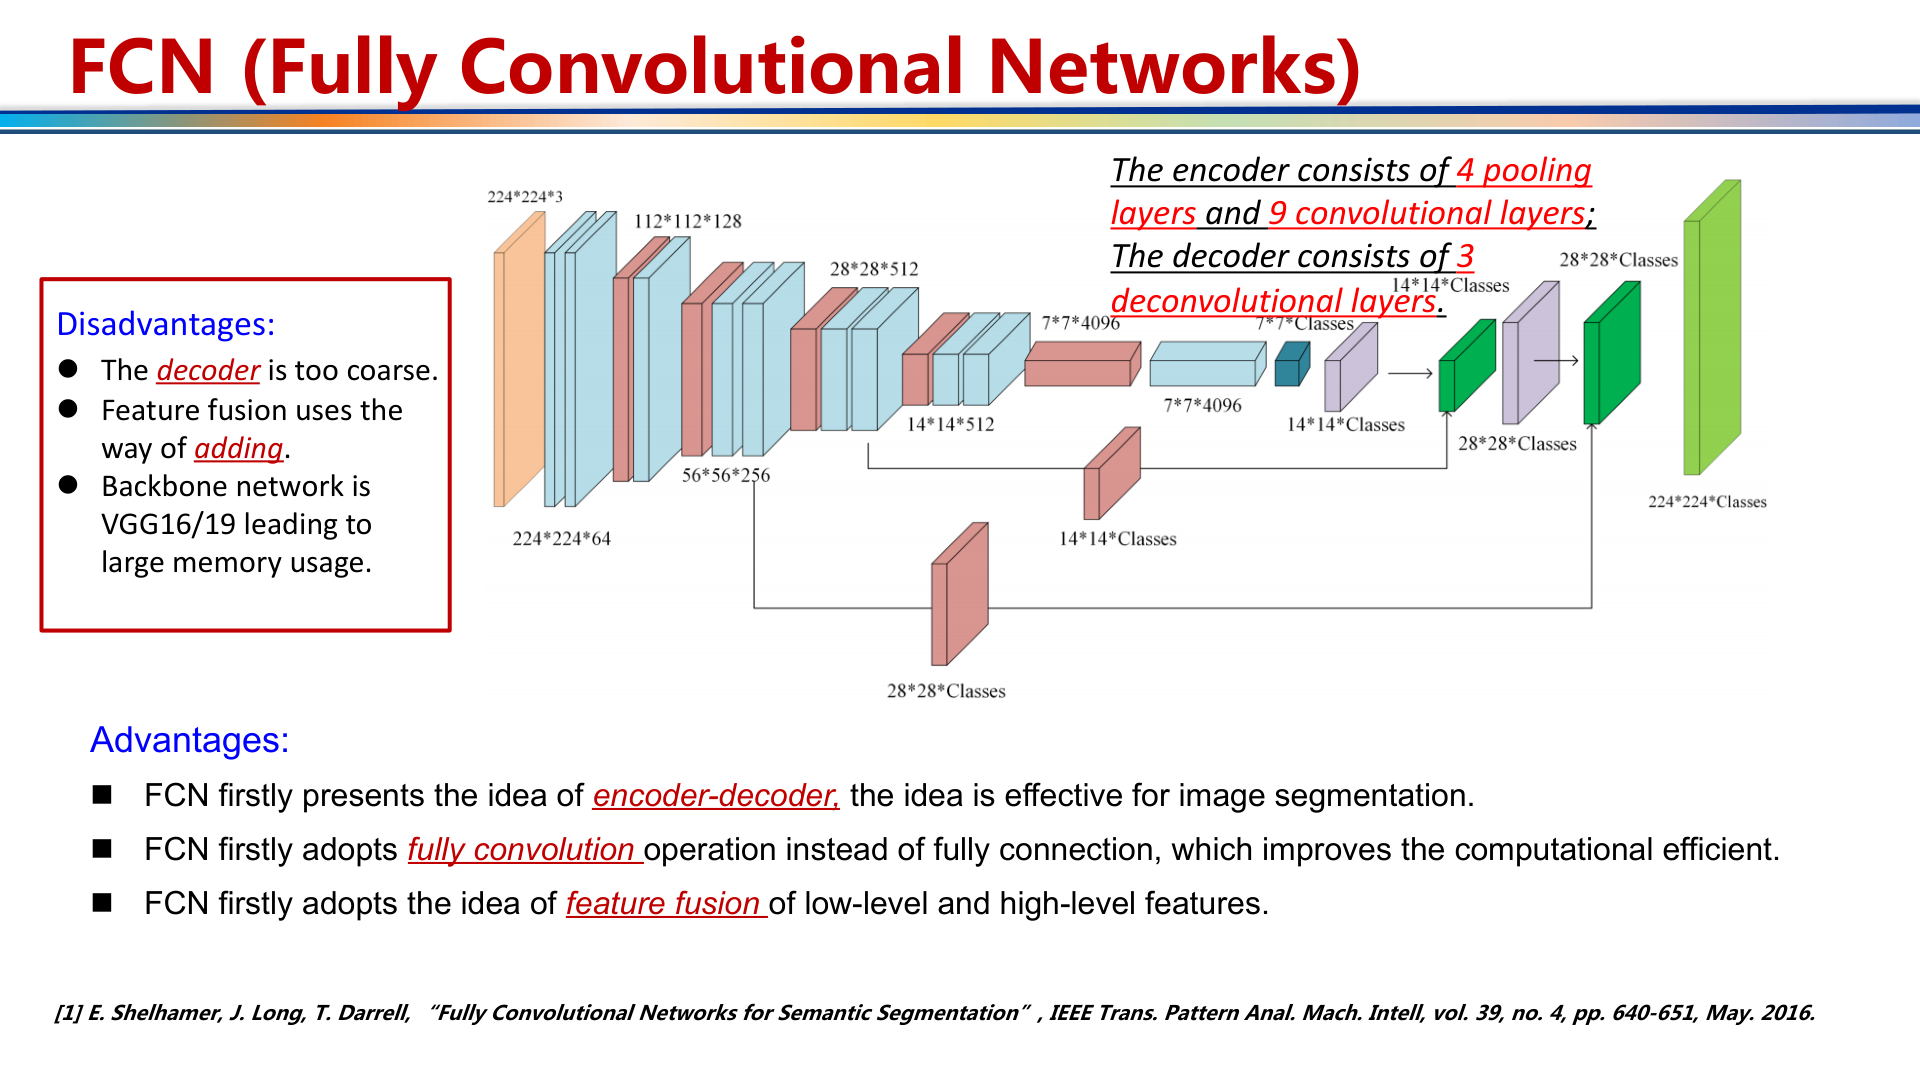 FCN (Fully Convolutional Networks)
The encoder consists of 4 pooling
layers and 9 convolutional layers;
The decoder consists of 3
deconvolutional layers.
224*224*3
112*112*128
28*28*512
7*7*4096
7*7*Classes
14*14*Classes
28*28*Classes
7*7*4096
14*14*512
14*14*Classes
28*28*Classes
56*56*256
224*224*Classes
224*224*64
14*14*Classes
28*28*Classes
Disadvantages:
● The decoder is too coarse.
● Feature fusion uses the
way of adding.
● Backbone network is
VGG16/19 leading to
large memory usage.
Advantages:
■ FCN firstly presents the idea of encoder-decoder, the idea is effective for image segmentation.
■ FCN firstly adopts fully convolution operation instead of fully connection, which improves the computational efficient.
■ FCN firstly adopts the idea of feature fusion of low-level and high-level features.
[1] E. Shelhamer, J. Long, T. Darrell, “Fully Convolutional Networks for Semantic Segmentation”, IEEE Trans. Pattern Anal. Mach. Intell, vol. 39, no. 4, pp. 640-651, May. 2016.